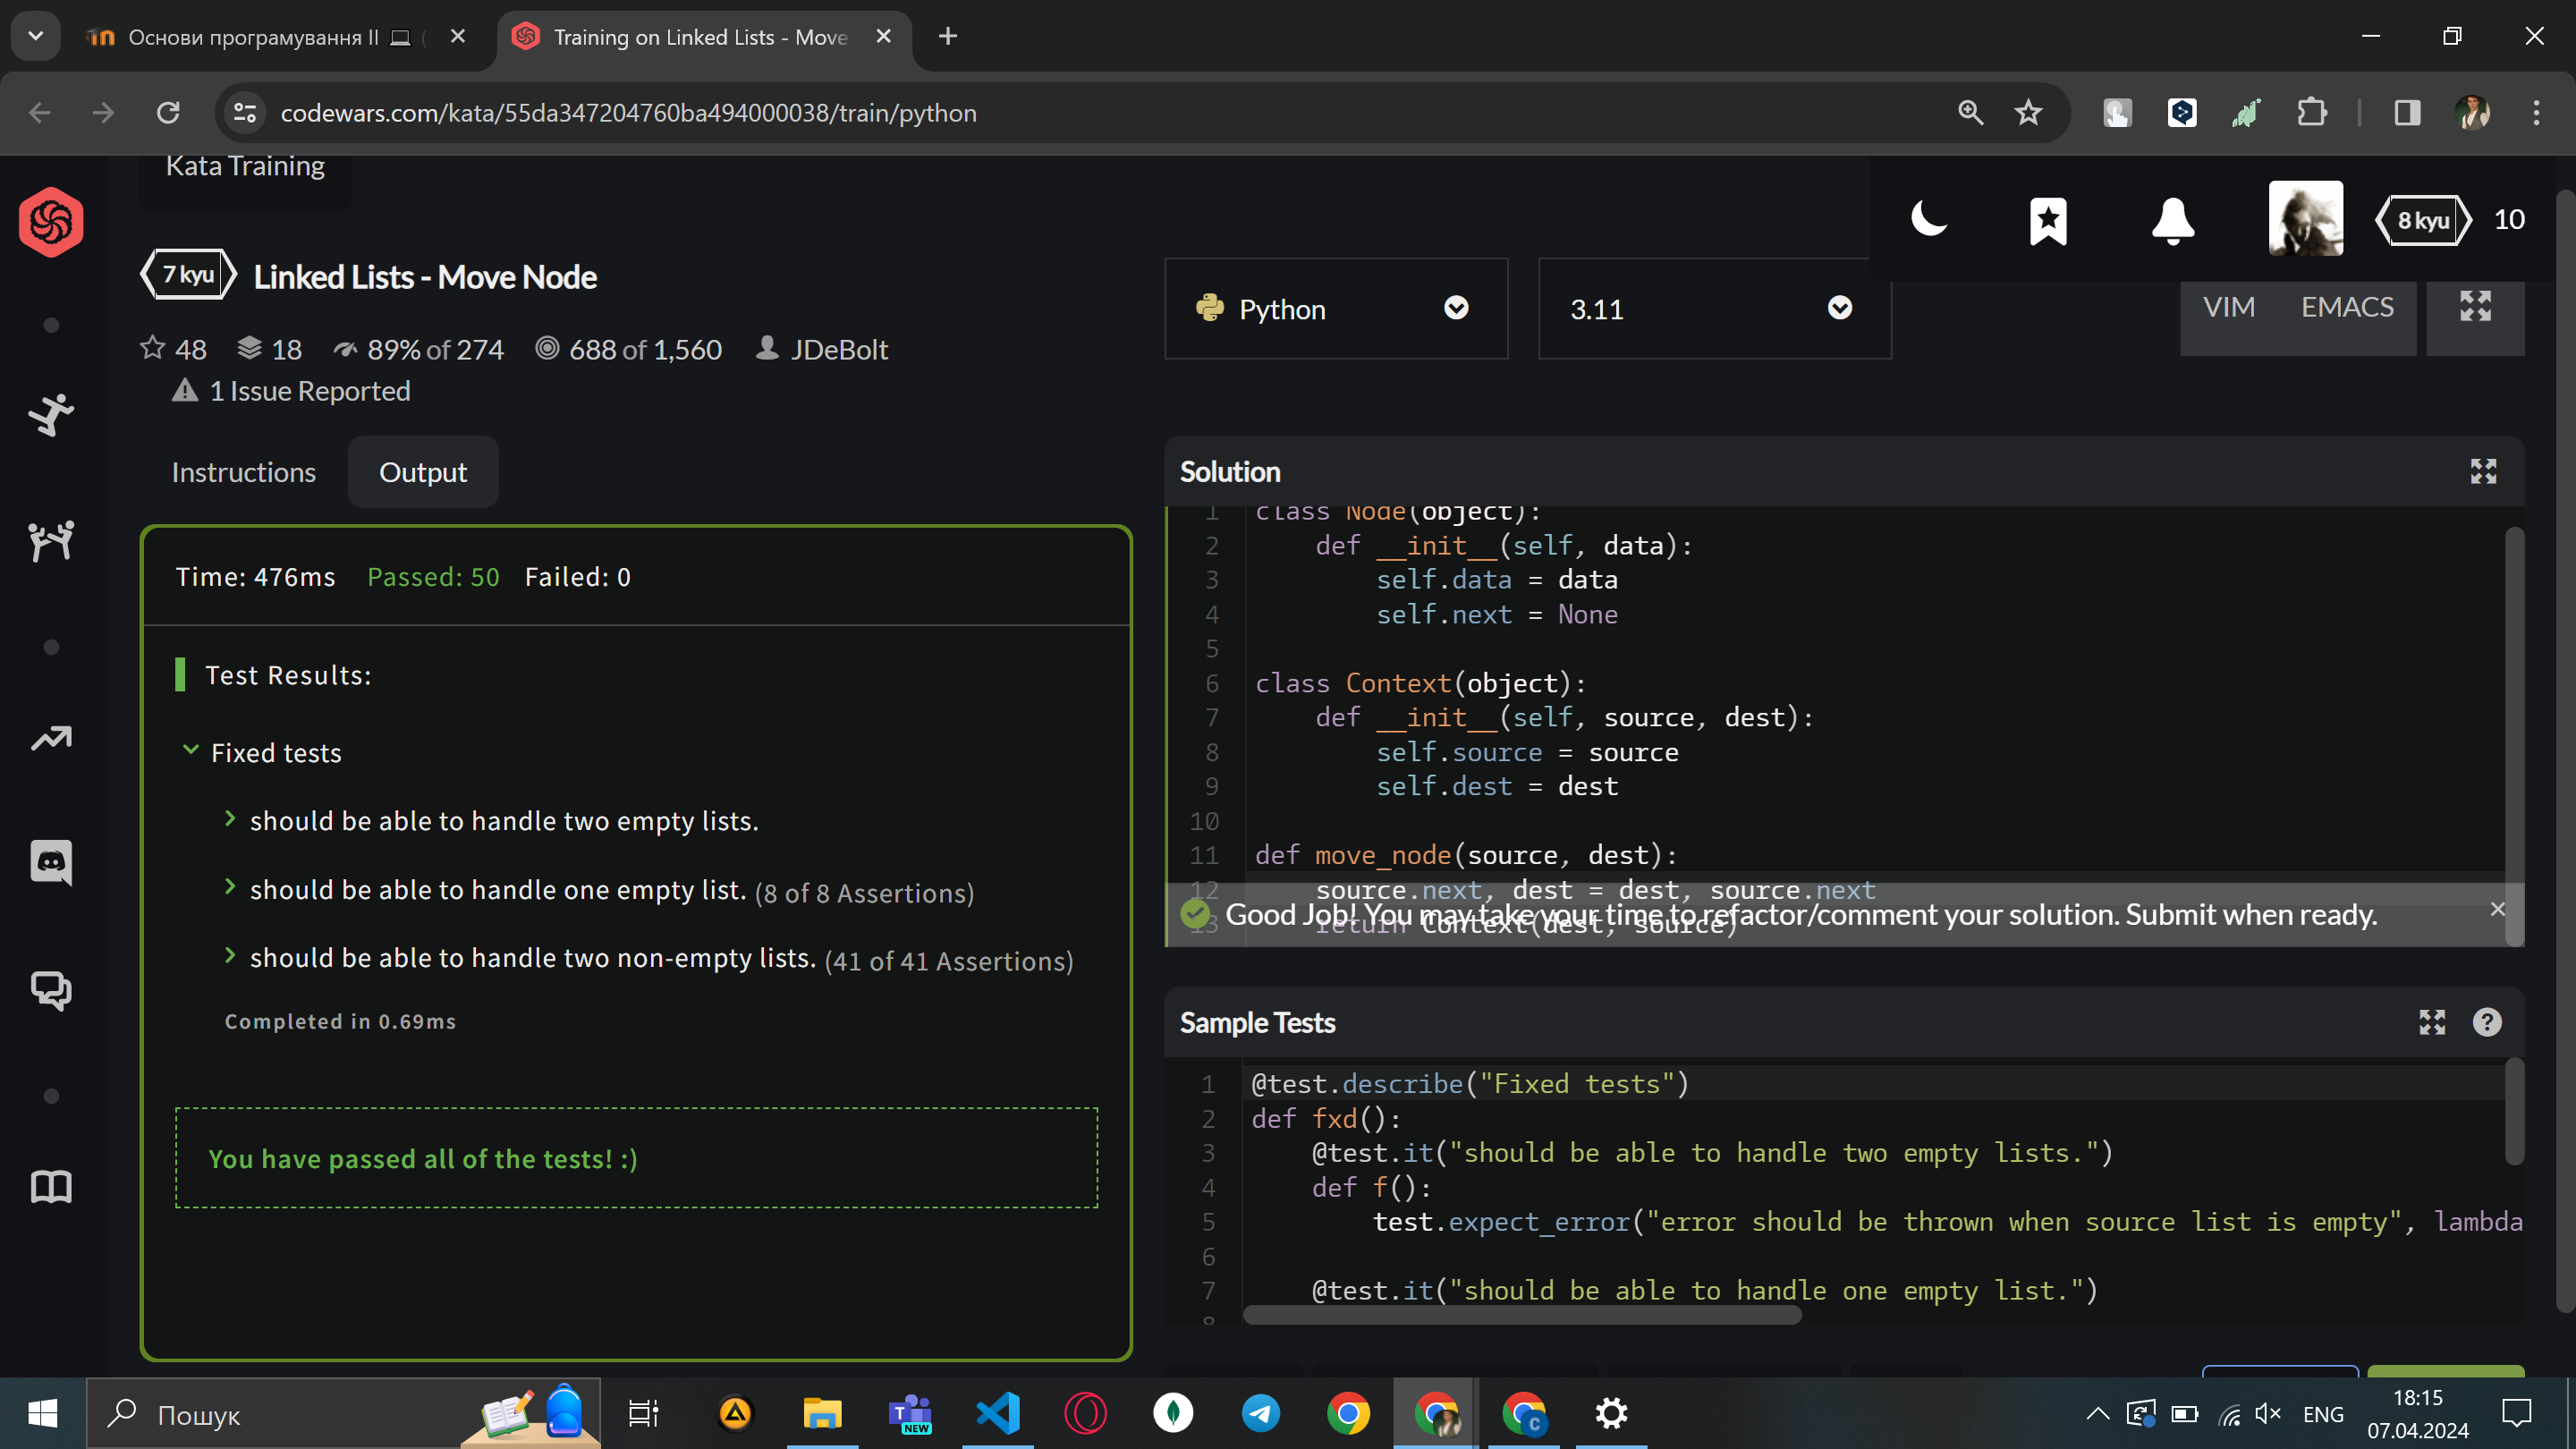 Основи програмування II 💻 (
Training on Linked Lists - Move
codewars.com/kata/55da347204760ba494000038/train/python
Kata Training
8 kyu 10
7 kyu Linked Lists - Move Node
48 18 89% of 274 688 of 1,560 JDeBolt
1 Issue Reported
Python
3.11
VIM EMACS
Instructions Output
Time: 476ms Passed: 50 Failed: 0
Test Results:
Fixed tests
should be able to handle two empty lists.
should be able to handle one empty list. (8 of 8 Assertions)
should be able to handle two non-empty lists. (41 of 41 Assertions)
Completed in 0.69ms
You have passed all of the tests! :)
Solution
1 class Node(object):
2 def __init__(self, data):
3 self.data = data
4 self.next = None
5
6 class Context(object):
7 def __init__(self, source, dest):
8 self.source = source
9 self.dest = dest
10
11 def move_node(source, dest):
12 source.next, dest = dest, source.next
13 return Context(dest, source)
Good Job! You may take your time to refactor/comment your solution. Submit when ready.
Sample Tests
1 @test.describe("Fixed tests")
2 def fxd():
3 @test.it("should be able to handle two empty lists.")
4 def f():
5 test.expect_error("error should be thrown when source list is empty", lambda
6
7 @test.it("should be able to handle one empty list.")
8
Пошук
NEW
ENG
18:15
07.04.2024